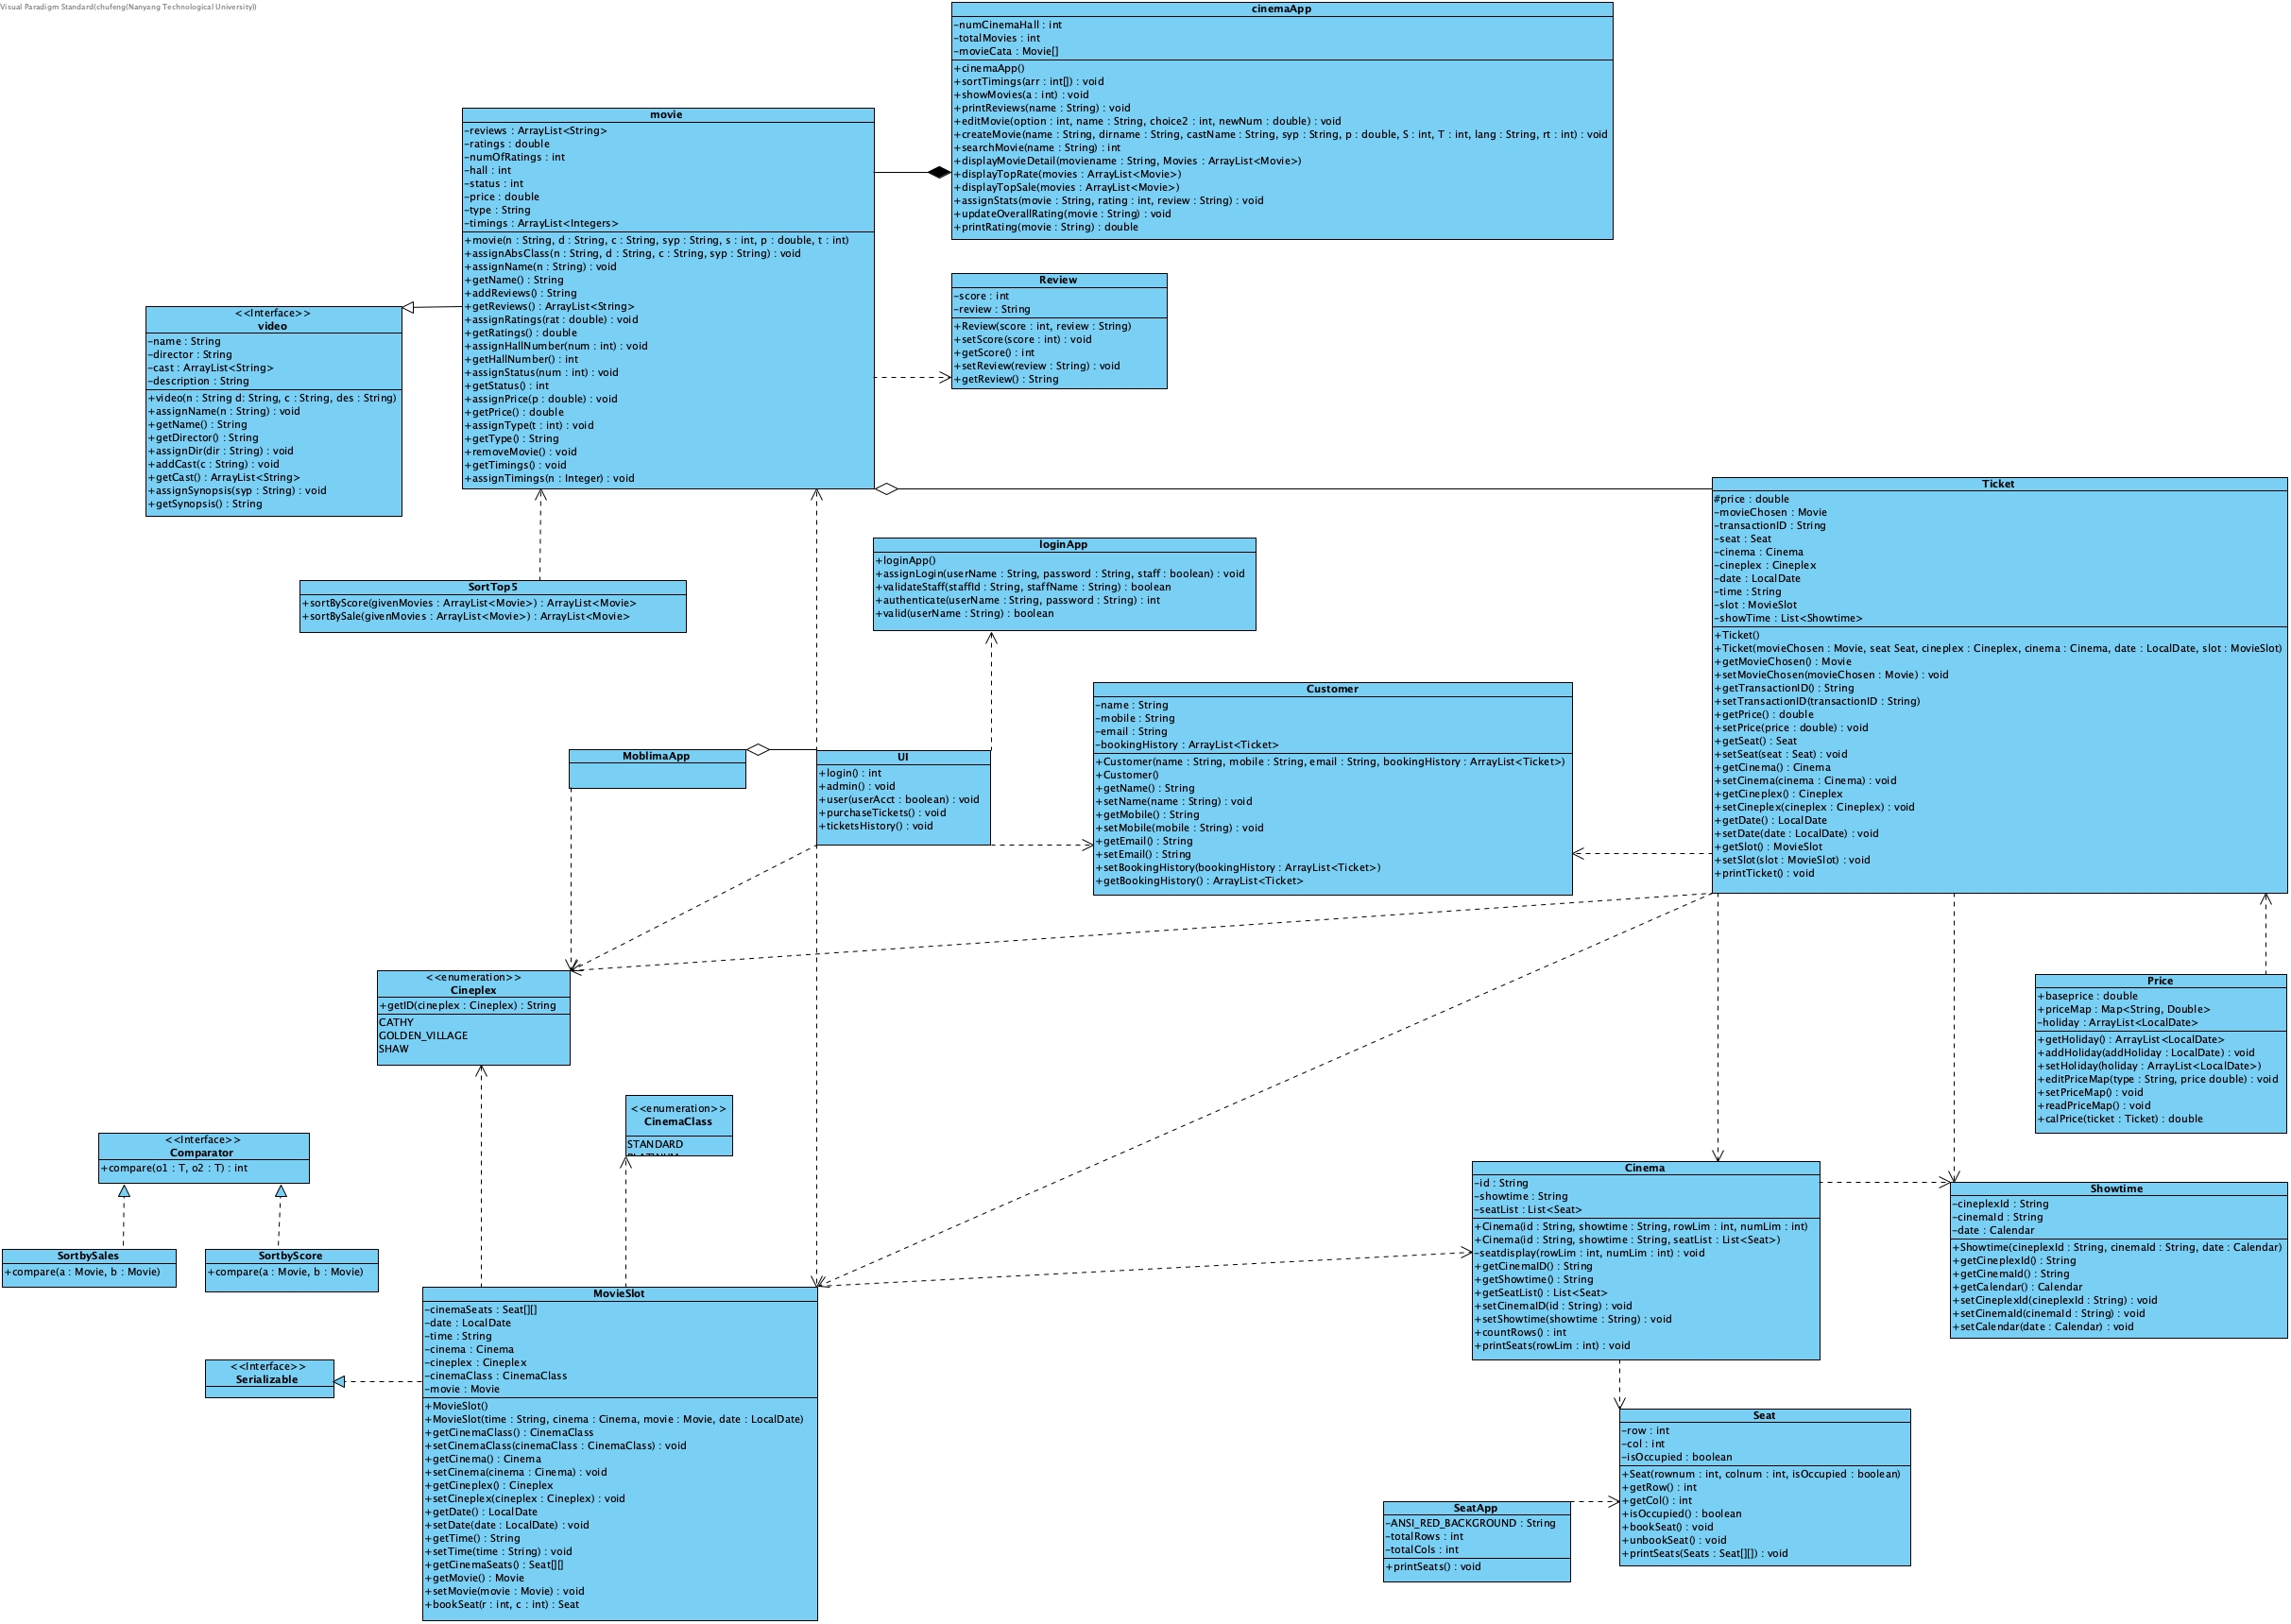 Visual Paradigm Standard(chufeng(Nanyang Technological University))
cinemaApp
-numCinemaHall : int
-totalMovies : int
-movieCata : Movie[]
+cinemaApp()
+sortTimings(arr : int[]) : void
+showMovies(a : int) : void
+printReviews(name : String) : void
+editMovie(option : int, name : String, choice2 : int, newNum : double) : void
+createMovie(name : String, dirname : String, castName : String, syp : String, p : double, S : int, T : int, lang : String, rt : int) : void
+searchMovie(name : String) : int
+displayMovieDetail(moviename : String, Movies : ArrayList<Movie>)
+displayTopRate(movies : ArrayList<Movie>)
+displayTopSale(movies : ArrayList<Movie>)
+assignStats(movie : String, rating : int, review : String) : void
+updateOverallRating(movie : String) : void
+printRating(movie : String) : double
movie
-reviews : ArrayList<String>
-ratings : double
-numOfRatings : int
-hall : int
-status : int
-price : double
-type : String
-timings : ArrayList<Integers>
+movie(n : String, d : String, c : String, syp : String, s : int, p : double, t : int)
+assignAbsClass(n : String, d : String, c : String, syp : String) : void
+assignName(n : String) : void
+getName() : String
+addReviews() : String
+getReviews() : ArrayList<String>
+assignRatings(rat : double) : void
+getRatings() : double
+assignHallNumber(num : int) : void
+getHallNumber() : int
+assignStatus(num : int) : void
+getStatus() : int
+assignPrice(p : double) : void
+getPrice() : double
+assignType(t : int) : void
+getType() : String
+removeMovie() : void
+getTimings() : void
+assignTimings(n : Integer) : void
Review
-score : int
-review : String
+Review(score : int, review : String)
+setScore(score : int) : void
+getScore() : int
+setReview(review : String) : void
+getReview() : String
<<Interface>>
video
-name : String
-director : String
-cast : ArrayList<String>
-description : String
+video(n : String d: String, c : String, des : String)
+assignName(n : String) : void
+getName() : String
+getDirector() : String
+assignDir(dir : String) : void
+addCast(c : String) : void
+getCast() : ArrayList<String>
+assignSynopsis(syp : String) : void
+getSynopsis() : String
Ticket
#price : double
-movieChosen : Movie
-transactionID : String
-seat : Seat
-cinema : Cinema
-cineplex : Cineplex
-date : LocalDate
-time : String
-slot : MovieSlot
-showTime : List<Showtime>
+Ticket()
+Ticket(movieChosen : Movie, seat Seat, cineplex : Cineplex, cinema : Cinema, date : LocalDate, slot : MovieSlot)
+getMovieChosen() : Movie
+setMovieChosen(movieChosen : Movie) : void
+getTransactionID() : String
+setTransactionID(transactionID : String)
+getPrice() : double
+setPrice(price : double) : void
+getSeat() : Seat
+setSeat(seat : Seat) : void
+getCinema() : Cinema
+setCinema(cinema : Cinema) : void
+getCineplex() : Cineplex
+setCineplex(cineplex : Cineplex) : void
+getDate() : LocalDate
+setDate(date : LocalDate) : void
+getSlot() : MovieSlot
+setSlot(slot : MovieSlot) : void
+printTicket() : void
loginApp
+loginApp()
+assignLogin(userName : String, password : String, staff : boolean) : void
+validateStaff(staffId : String, staffName : String) : boolean
+authenticate(userName : String, password : String) : int
+valid(userName : String) : boolean
SortTop5
+sortByScore(givenMovies : ArrayList<Movie>) : ArrayList<Movie>
+sortBySale(givenMovies : ArrayList<Movie>) : ArrayList<Movie>
Customer
-name : String
-mobile : String
-email : String
-bookingHistory : ArrayList<Ticket>
+Customer(name : String, mobile : String, email : String, bookingHistory : ArrayList<Ticket>)
+Customer()
+getName() : String
+setName(name : String) : void
+getMobile() : String
+setMobile(mobile : String) : void
+getEmail() : String
+setEmail() : String
+setBookingHistory(bookingHistory : ArrayList<Ticket>)
+getBookingHistory() : ArrayList<Ticket>
MoblimaApp
UI
+login() : int
+admin() : void
+user(userAcct : boolean) : void
+purchaseTickets() : void
+ticketsHistory() : void
<<enumeration>>
Cineplex
+getID(cineplex : Cineplex) : String
CATHY
GOLDEN_VILLAGE
SHAW
Price
+baseprice : double
+priceMap : Map<String, Double>
-holiday : ArrayList<LocalDate>
+getHoliday() : ArrayList<LocalDate>
+addHoliday(addHoliday : LocalDate) : void
+setHoliday(holiday : ArrayList<LocalDate>)
+editPriceMap(type : String, price double) : void
+setPriceMap() : void
+readPriceMap() : void
+calPrice(ticket : Ticket) : double
<<enumeration>>
CinemaClass
STANDARD
<<Interface>>
Comparator
+compare(o1 : T, o2 : T) : int
SortbySales
+compare(a : Movie, b : Movie)
SortbyScore
+compare(a : Movie, b : Movie)
Cinema
-id : String
-showtime : String
-seatList : List<Seat>
+Cinema(id : String, showtime : String, rowLim : int, numLim : int)
+Cinema(id : String, showtime : String, seatList : List<Seat>)
-seatdisplay(rowLim : int, numLim : int) : void
+getCinemaID() : String
+getShowtime() : String
+getSeatList() : List<Seat>
+setCinemaID(id : String) : void
+setShowtime(showtime : String) : void
+countRows() : int
+printSeats(rowLim : int) : void
Showtime
-cineplexId : String
-cinemaId : String
-date : Calendar
+Showtime(cineplexId : String, cinemaId : String, date : Calendar)
+getCineplexId() : String
+getCinemaId() : String
+getCalendar() : Calendar
+setCineplexId(cineplexId : String) : void
+setCinemaId(cinemaId : String) : void
+setCalendar(date : Calendar) : void
MovieSlot
-cinemaSeats : Seat[][]
-date : LocalDate
-time : String
-cinema : Cinema
-cineplex : Cineplex
-cinemaClass : CinemaClass
-movie : Movie
+MovieSlot()
+MovieSlot(time : String, cinema : Cinema, movie : Movie, date : LocalDate)
+getCinemaClass() : CinemaClass
+setCinemaClass(cinemaClass : CinemaClass) : void
+getCinema() : Cinema
+setCinema(cinema : Cinema) : void
+getCineplex() : Cineplex
+setCineplex(cineplex : Cineplex) : void
+getDate() : LocalDate
+setDate(date : LocalDate) : void
+getTime() : String
+setTime(time : String) : void
+getCinemaSeats() : Seat[][]
+getMovie() : Movie
+setMovie(movie : Movie) : void
+bookSeat(r : int, c : int) : Seat
<<Interface>>
Serializable
Seat
-row : int
-col : int
-isOccupied : boolean
+Seat(rownum : int, colnum : int, isOccupied : boolean)
+getRow() : int
+getCol() : int
+isOccupied() : boolean
+bookSeat() : void
+unbookSeat() : void
+printSeats(Seats : Seat[][]) : void
SeatApp
-ANSI_RED_BACKGROUND : String
-totalRows : int
-totalCols : int
+printSeats() : void